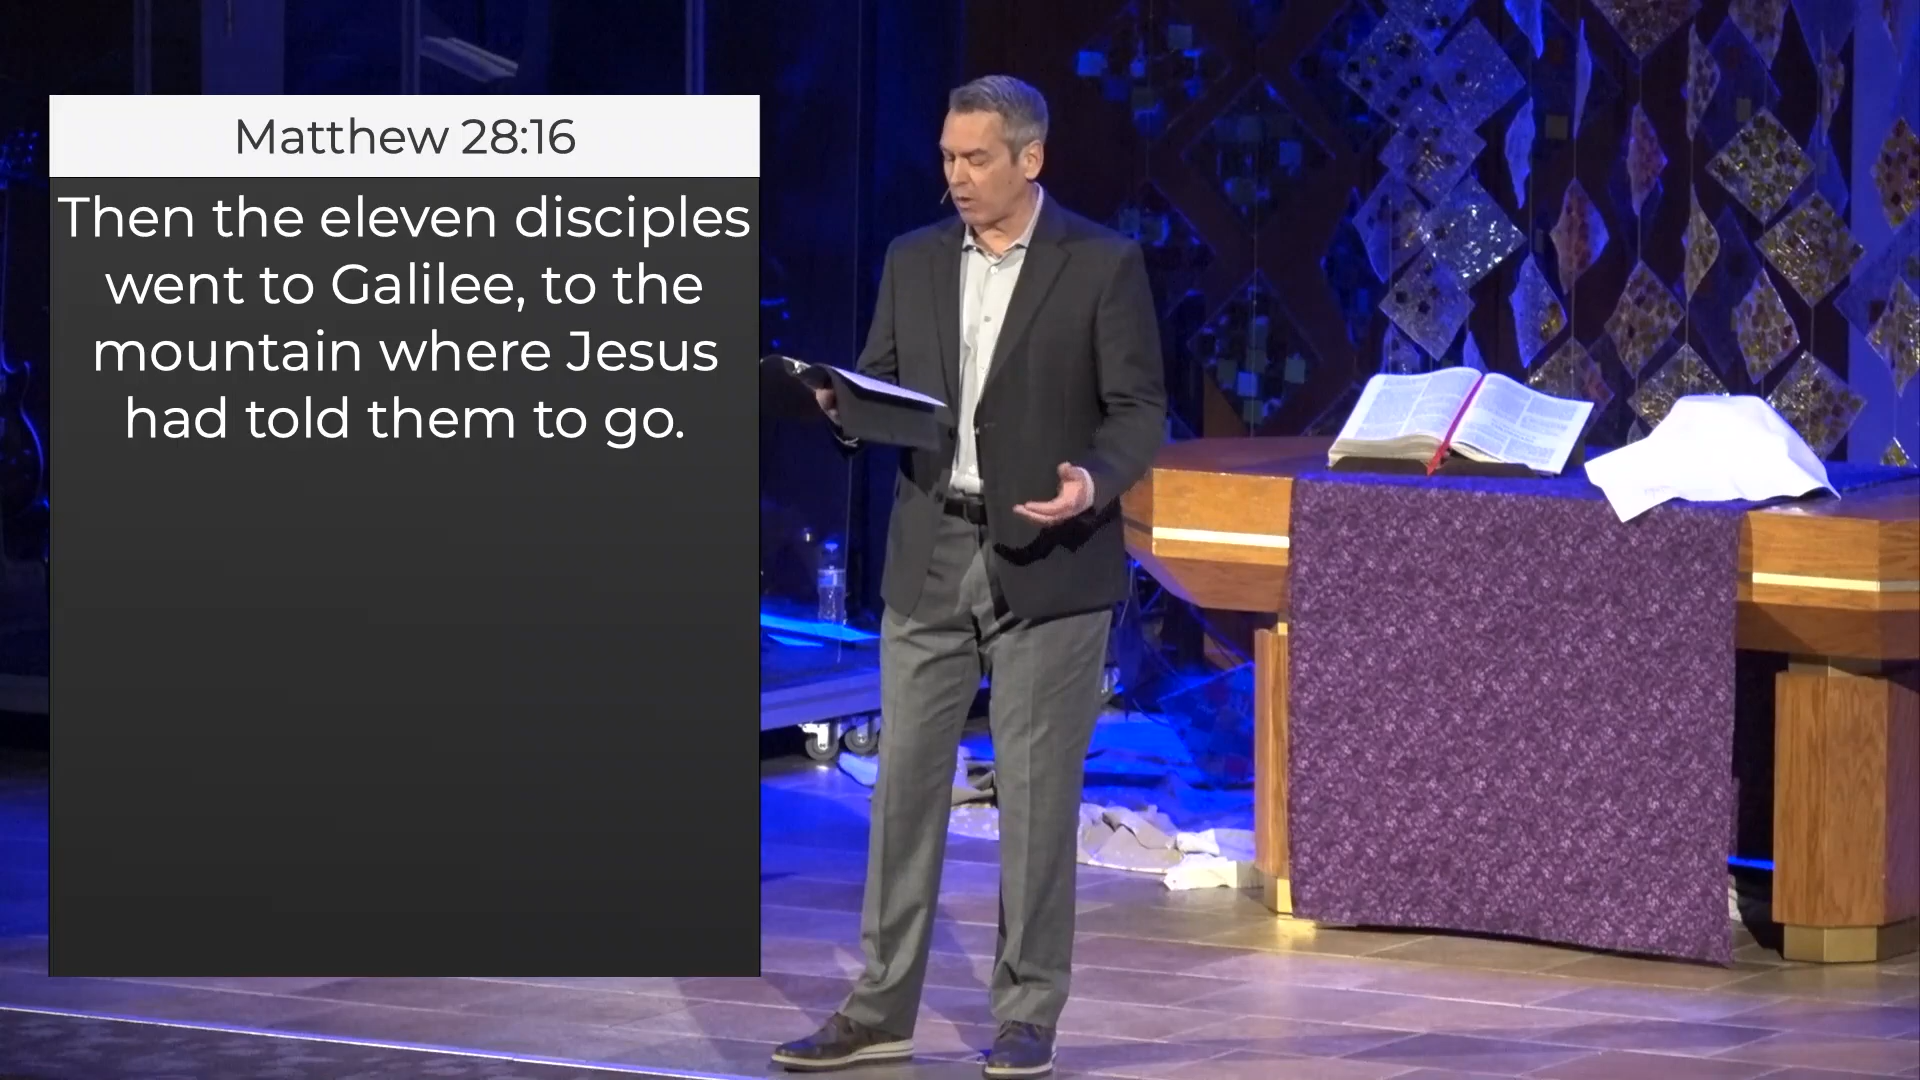 Matthew 28:16
Then the eleven disciples
went to Galilee, to the
mountain where Jesus
had told them to go.